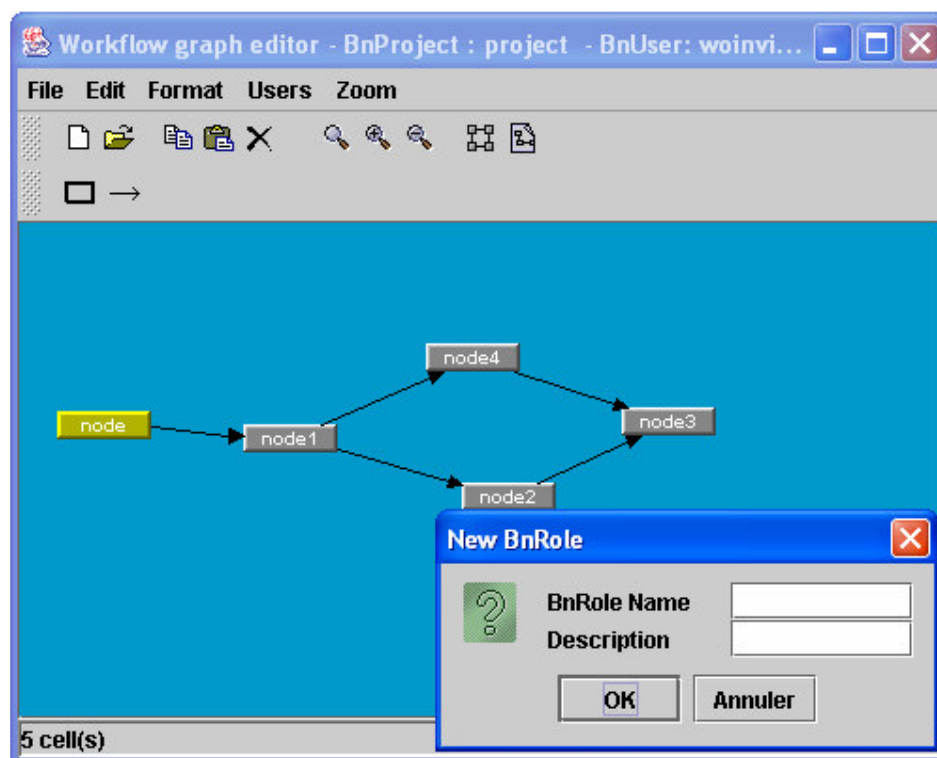 Workflow graph editor - BnProject : project - BnUser: woinvi...
File Edit Format Users Zoom
node4
node
node3
node1
node2
New BnRole
BnRole Name
Description
OK Annuler
5 cell(s)